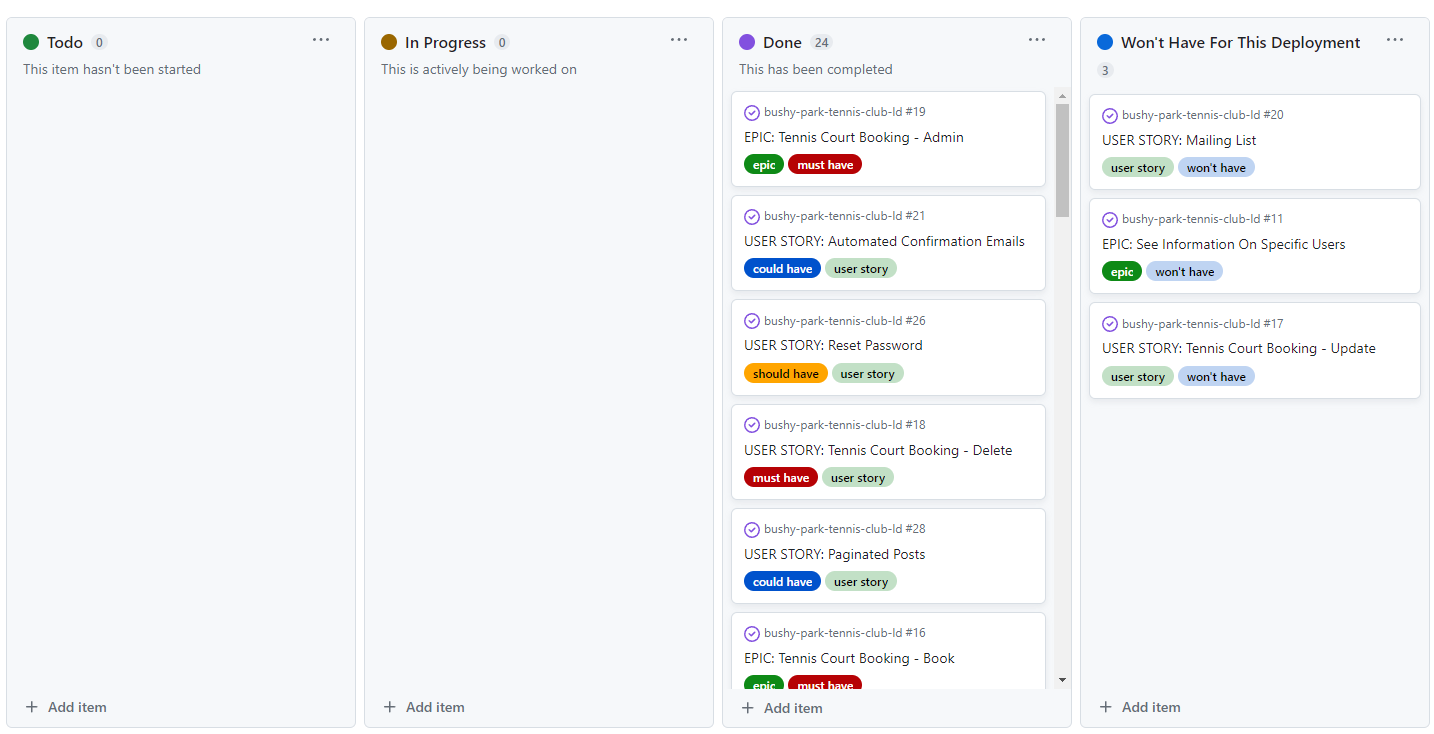 Todo 0
This item hasn't been started
Add item
In Progress 0
This is actively being worked on
Add item
Done 24
This has been completed
bushy-park-tennis-club-ld #19
EPIC: Tennis Court Booking - Admin
epic must have
bushy-park-tennis-club-ld #21
USER STORY: Automated Confirmation Emails
could have user story
bushy-park-tennis-club-ld #26
USER STORY: Reset Password
should have user story
bushy-park-tennis-club-ld #18
USER STORY: Tennis Court Booking - Delete
must have user story
bushy-park-tennis-club-ld #28
USER STORY: Paginated Posts
could have user story
bushy-park-tennis-club-ld #16
EPIC: Tennis Court Booking - Book
epic must have
Add item
Won't Have For This Deployment
3
bushy-park-tennis-club-ld #20
USER STORY: Mailing List
user story won't have
bushy-park-tennis-club-ld #11
EPIC: See Information On Specific Users
epic won't have
bushy-park-tennis-club-ld #17
USER STORY: Tennis Court Booking - Update
user story won't have
Add item